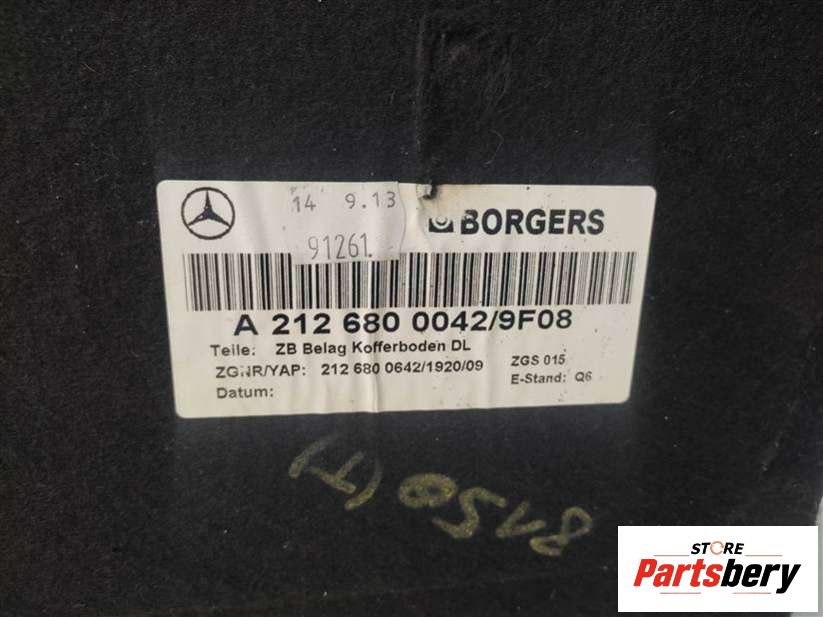 14 9.13
91261.
BORGERS
A 212 680 0042/9F08
Teile: ZB Belag Kofferboden DL
ZGNR/YAP: 212 680 0642/1920/09
ZGS 015
Datum:
E-Stand: Q6
8150 (T)
STORE
Partsbery